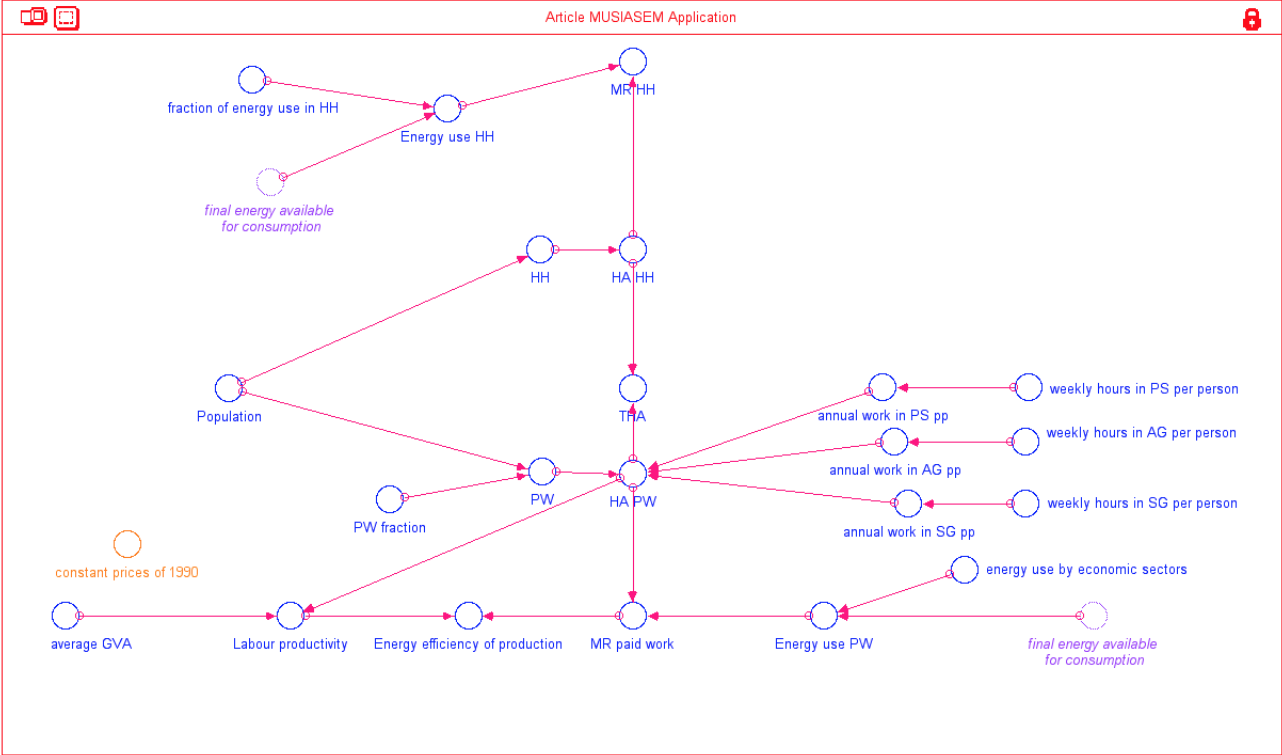 Article MUSIASEM Application
MR HH
fraction of energy use in HH
Energy use HH
final energy available
for consumption
HH
HA HH
Population
THA
annual work in PS pp
weekly hours in PS per person
weekly hours in AG per person
annual work in AG pp
PW
HA PW
PW fraction
weekly hours in SG per person
annual work in SG pp
constant prices of 1990
energy use by economic sectors
average GVA
Labour productivity
Energy efficiency of production
MR paid work
Energy use PW
final energy available
for consumption